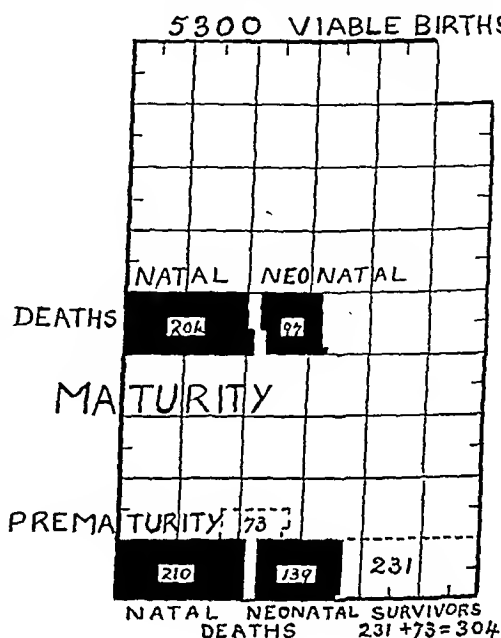 5300 VIABLE BIRTHS
NATAL NEONATAL
DEATHS
204 97
MATURITY
PREMATURITY 73
210 139 231
NATAL NEONATAL SURVIVORS
DEATHS 231 + 73 = 304